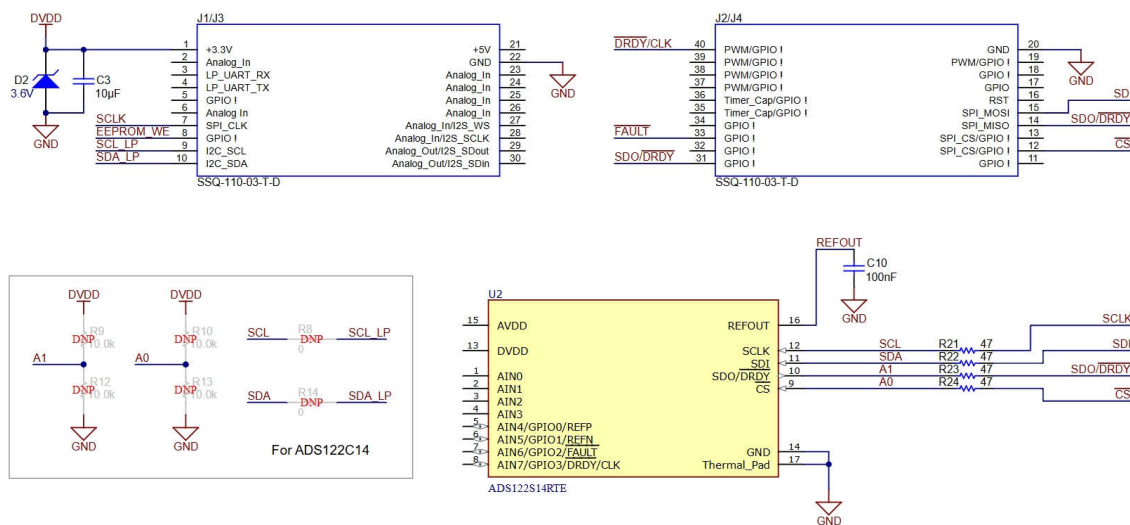 DVDD
D2
3.6V
C3
10µF
GND
J1/J3
1 +3.3V
2 Analog_In
3 LP_UART_RX
4 LP_UART_TX
5 GPIO !
6 Analog In
SCLK 7 SPI_CLK
EEPROM_WE 8 GPIO !
SCL_LP 9 I2C_SCL
SDA_LP 10 I2C_SDA
+5V 21
GND 22
GND
Analog_In 23
Analog_In 24
Analog_In 25
Analog_In 26
Analog_In/I2S_WS 27
Analog_In/I2S_SCLK 28
Analog_Out/I2S_SDout 29
Analog_Out/I2S_SDin 30
SSQ-110-03-T-D
J2/J4
DRDY/CLK 40 PWM/GPIO !
39 PWM/GPIO !
38 PWM/GPIO !
37 PWM/GPIO !
36 Timer_Cap/GPIO !
35 Timer_Cap/GPIO !
34 GPIO !
FAULT 33 GPIO !
32 GPIO !
SDO/DRDY 31 GPIO !
GND 20
GND
PWM/GPIO ! 19
GPIO ! 18
GPIO 17
RST 16
SPI_MOSI 15 SDI
SPI_MISO 14 SDO/DRDY
SPI_CS/GPIO ! 13
SPI_CS/GPIO ! 12 CS
GPIO ! 11
SSQ-110-03-T-D
DVDD
R9
DNP
10.0k
A1
R12
DNP
10.0k
GND
DVDD
R10
DNP
10.0k
A0
R13
DNP
10.0k
GND
SCL R8 SCL_LP
DNP
0
SDA R14 SDA_LP
DNP
0
For ADS122C14
REFOUT
C10
100nF
GND
U2
15 AVDD
13 DVDD
1 AIN0
2 AIN1
3 AIN2
4 AIN3
5 AIN4/GPIO0/REFP
6 AIN5/GPIO1/REFN
7 AIN6/GPIO2/FAULT
8 AIN7/GPIO3/DRDY/CLK
REFOUT 16
SCLK 12 SCL R21 47 SCLK
SDI 11 SDA R22 47 SDI
SDO/DRDY 10 A1 R23 47 SDO/DRDY
CS 9 A0 R24 47 CS
GND 14
Thermal_Pad 17
GND
ADS122S14RTE